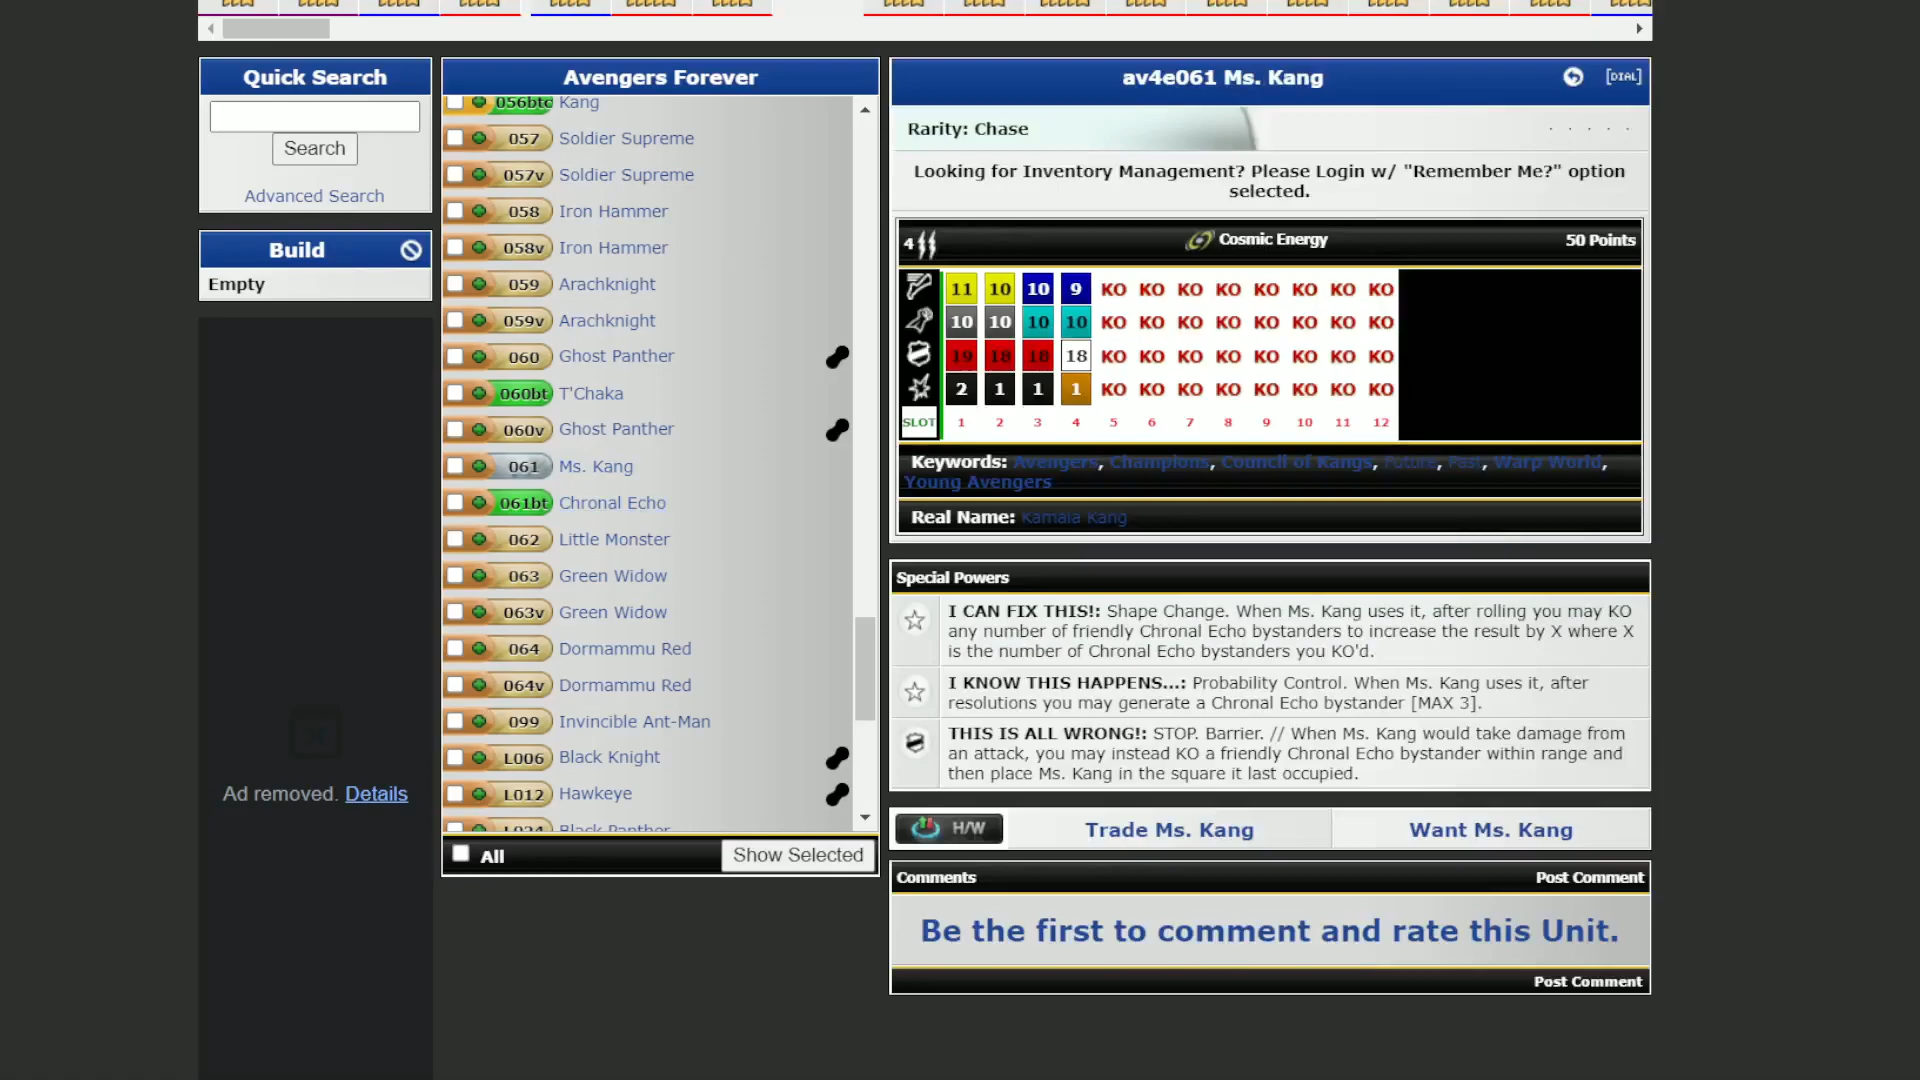 Quick Search
Search
Advanced Search
Build
Empty
Ad removed. Details
Avengers Forever
056btc Kang
057 Soldier Supreme
057v Soldier Supreme
058 Iron Hammer
058v Iron Hammer
059 Arachknight
059v Arachknight
060 Ghost Panther
060bt T'Chaka
060v Ghost Panther
061 Ms. Kang
061bt Chronal Echo
062 Little Monster
063 Green Widow
063v Green Widow
064 Dormammu Red
064v Dormammu Red
099 Invincible Ant-Man
L006 Black Knight
L012 Hawkeye
L024 Black Panther
All
Show Selected
av4e061 Ms. Kang
[DIAL]
Rarity: Chase
Looking for Inventory Management? Please Login w/ "Remember Me?" option
selected.
4 Cosmic Energy 50 Points
11 10 10 9 KO KO KO KO KO KO KO KO
10 10 10 10 KO KO KO KO KO KO KO KO
19 18 18 18 KO KO KO KO KO KO KO KO
2 1 1 1 KO KO KO KO KO KO KO KO
SLOT 1 2 3 4 5 6 7 8 9 10 11 12
Keywords: Avengers, Champions, Council of Kangs, Future, Past, Warp World,
Young Avengers
Real Name: Kamala Kang
Special Powers
I CAN FIX THIS!: Shape Change. When Ms. Kang uses it, after rolling you may KO
any number of friendly Chronal Echo bystanders to increase the result by X where X
is the number of Chronal Echo bystanders you KO'd.
I KNOW THIS HAPPENS...: Probability Control. When Ms. Kang uses it, after
resolutions you may generate a Chronal Echo bystander [MAX 3].
THIS IS ALL WRONG!: STOP. Barrier. // When Ms. Kang would take damage from
an attack, you may instead KO a friendly Chronal Echo bystander within range and
then place Ms. Kang in the square it last occupied.
H/W
Trade Ms. Kang
Want Ms. Kang
Comments
Post Comment
Be the first to comment and rate this Unit.
Post Comment